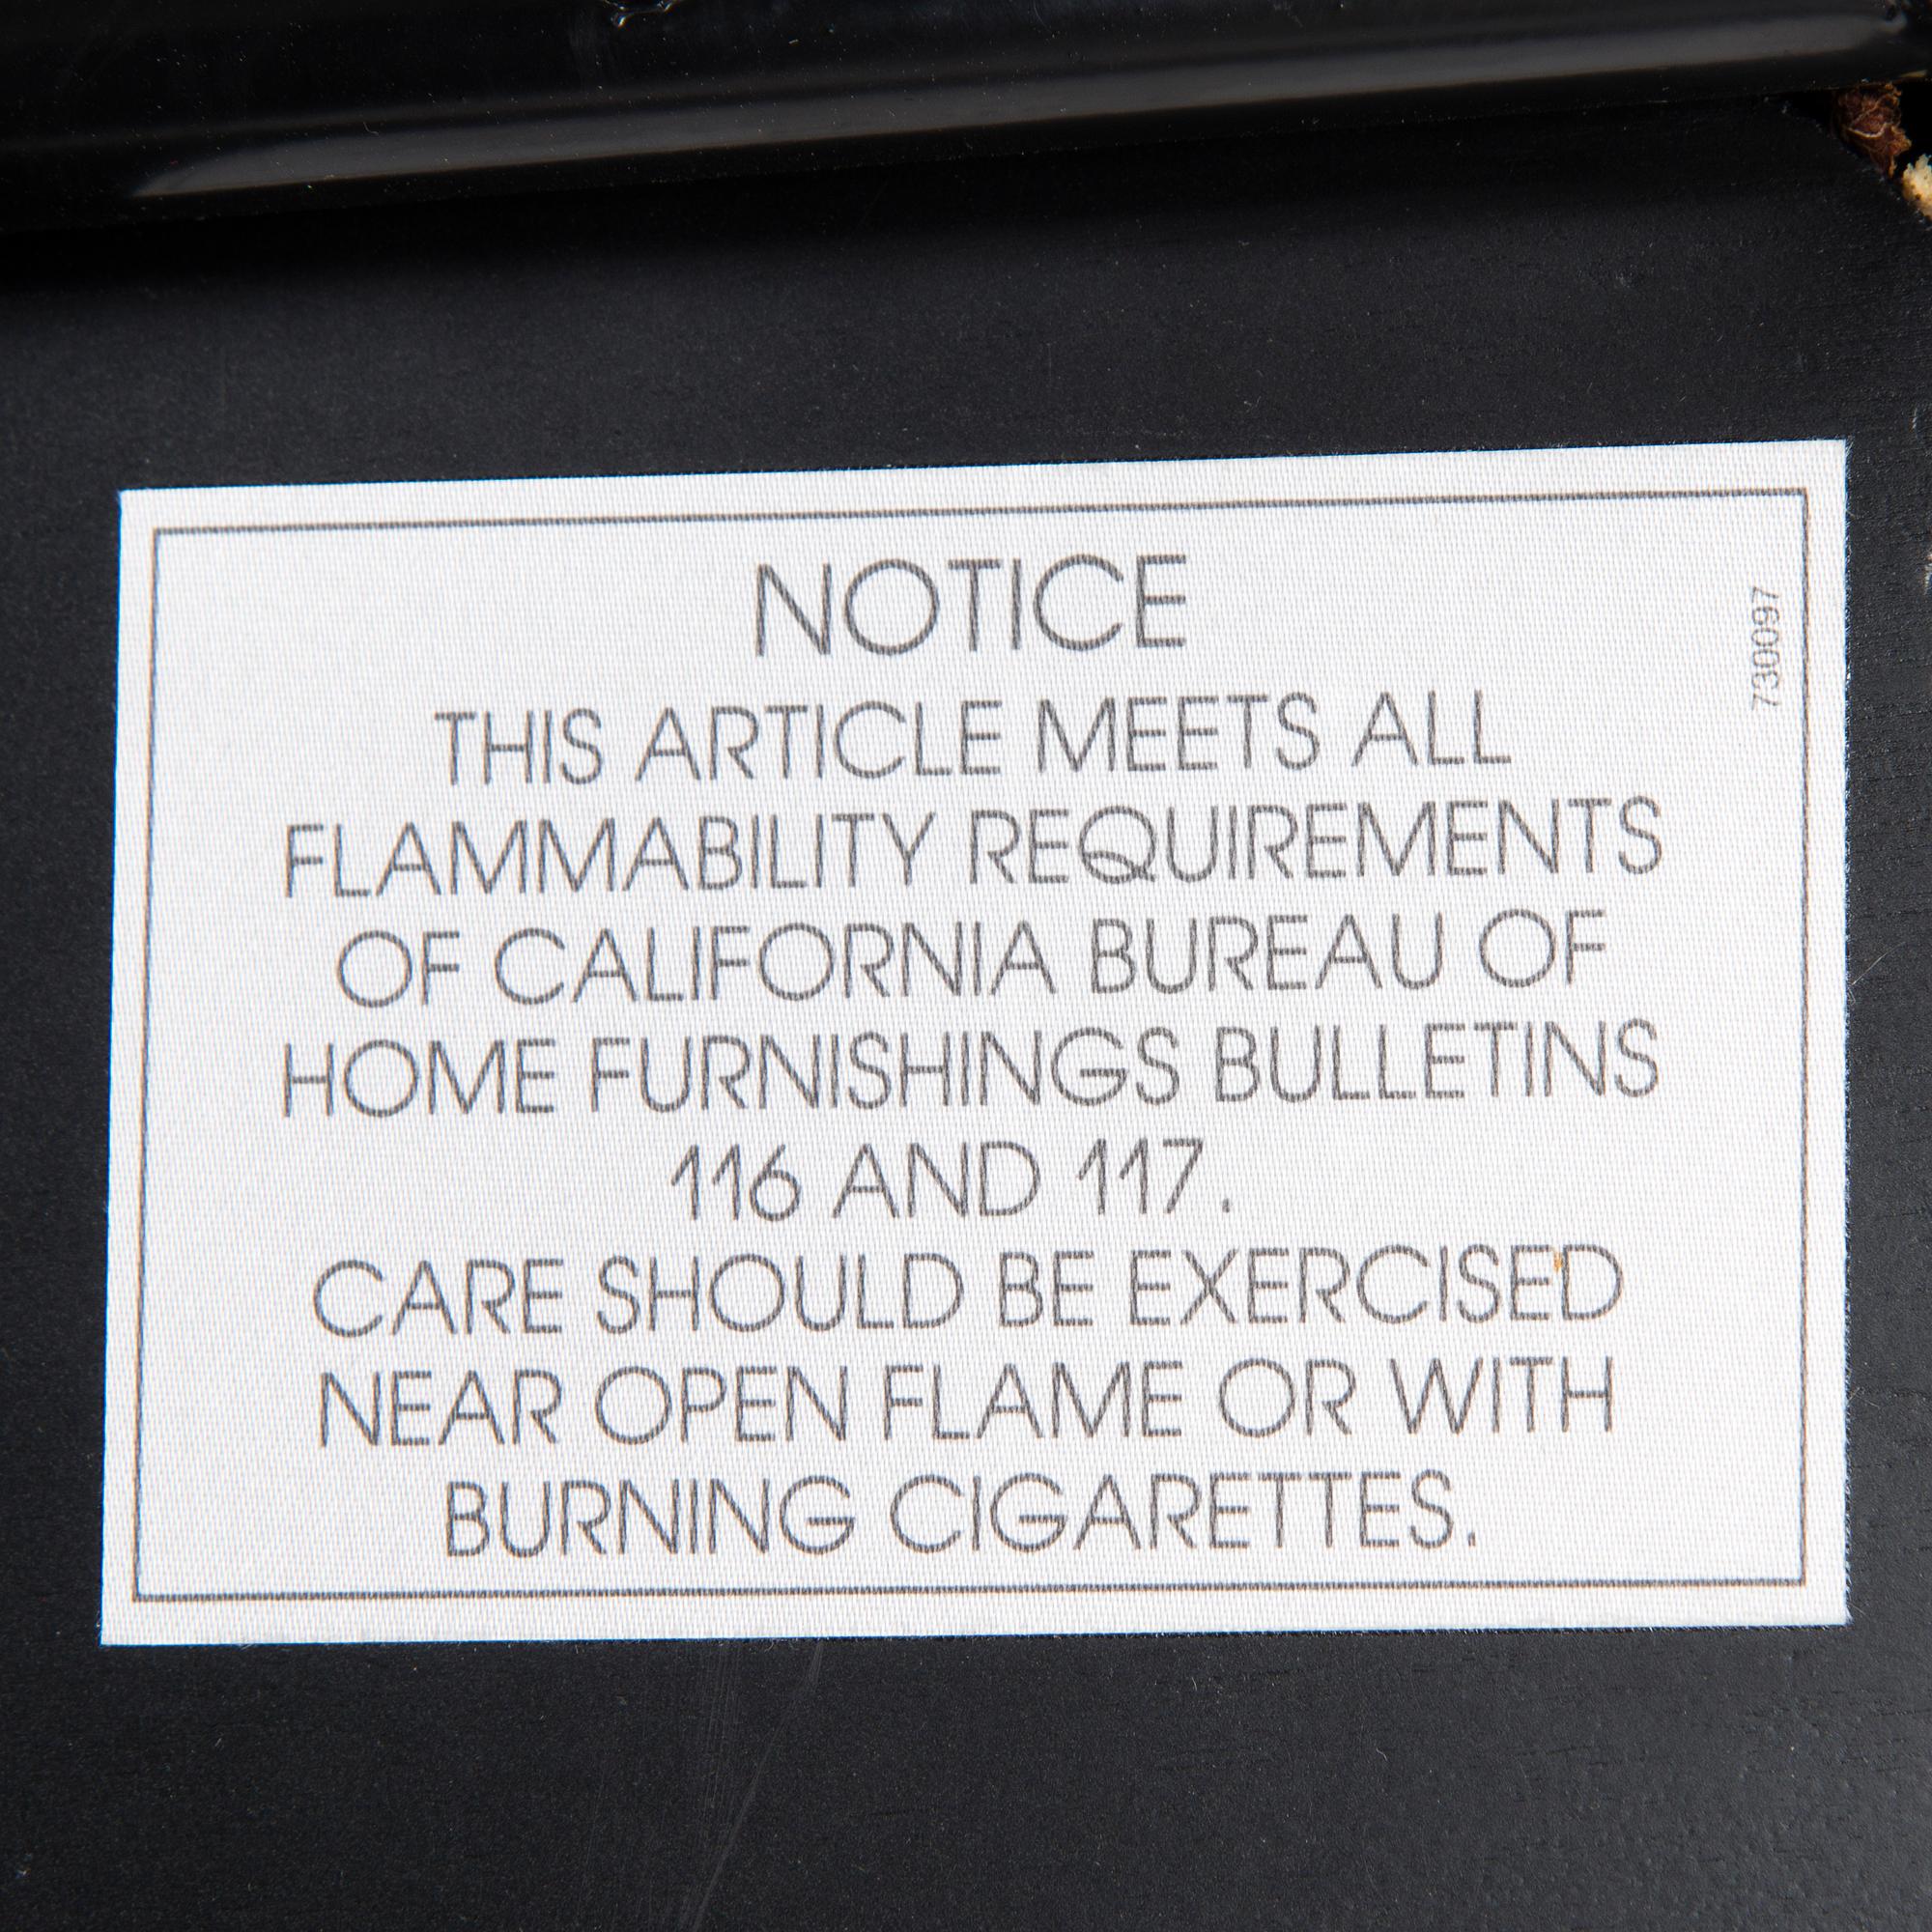 NOTICE
730097
THIS ARTICLE MEETS ALL
FLAMMABILITY REQUIREMENTS
OF CALIFORNIA BUREAU OF
HOME FURNISHINGS BULLETINS
116 AND 117.
CARE SHOULD BE EXERCISED
NEAR OPEN FLAME OR WITH
BURNING CIGARETTES.